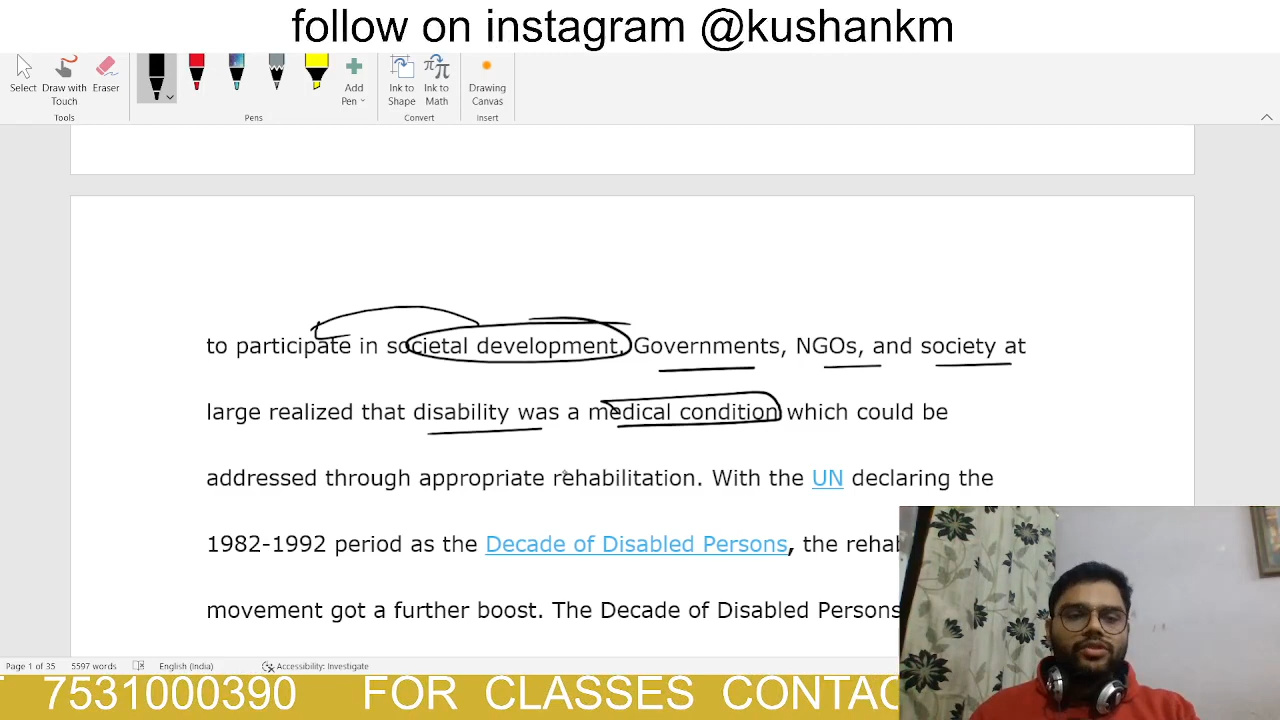 follow on instagram @kushankm
Select
Draw with Touch
Eraser
Add Pen
Ink to Shape
Ink to Math
Drawing Canvas
Tools
Pens
Convert
Insert
to participate in societal development. Governments, NGOs, and society at
large realized that disability was a medical condition which could be
addressed through appropriate rehabilitation. With the UN declaring the
1982-1992 period as the Decade of Disabled Persons, the
movement got a further boost. The Decade of Disabled Persons
Page 1 of 35
5597 words
English (India)
Accessibility: Investigate
7531000390 FOR CLASSES